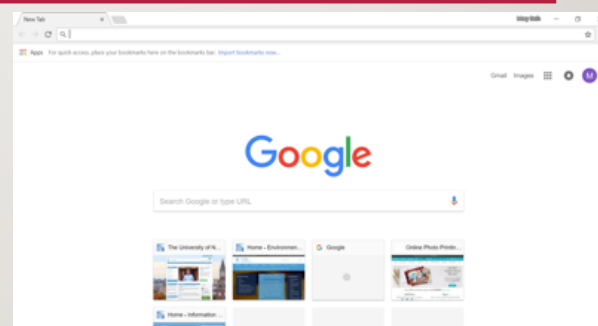 New Tab
Apps For quick access, place your bookmarks here on the bookmarks bar. Import bookmarks now...
Gmail Images M
Google
Search Google or type URL
The University of N... Home - Environmen... Google Online Photo Printin...
Home - Information ...